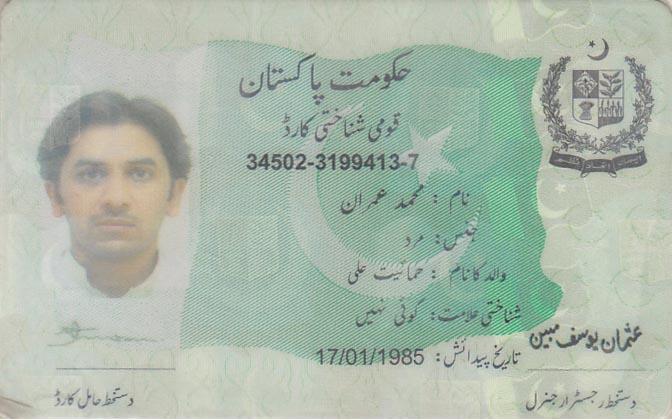 حکومت پاکستان
قومی شناختی کارڈ
34502-3199413-7
نام : محمد عمران
جنس: مرد
والد کا نام : حمائیت علی
شناختی علامت: کوئی نہیں
تاریخ پیدائش: 17/01/1985
عثمان یوسف مبین
دستخط حامل کارڈ
دستخط رجسٹرار جنرل